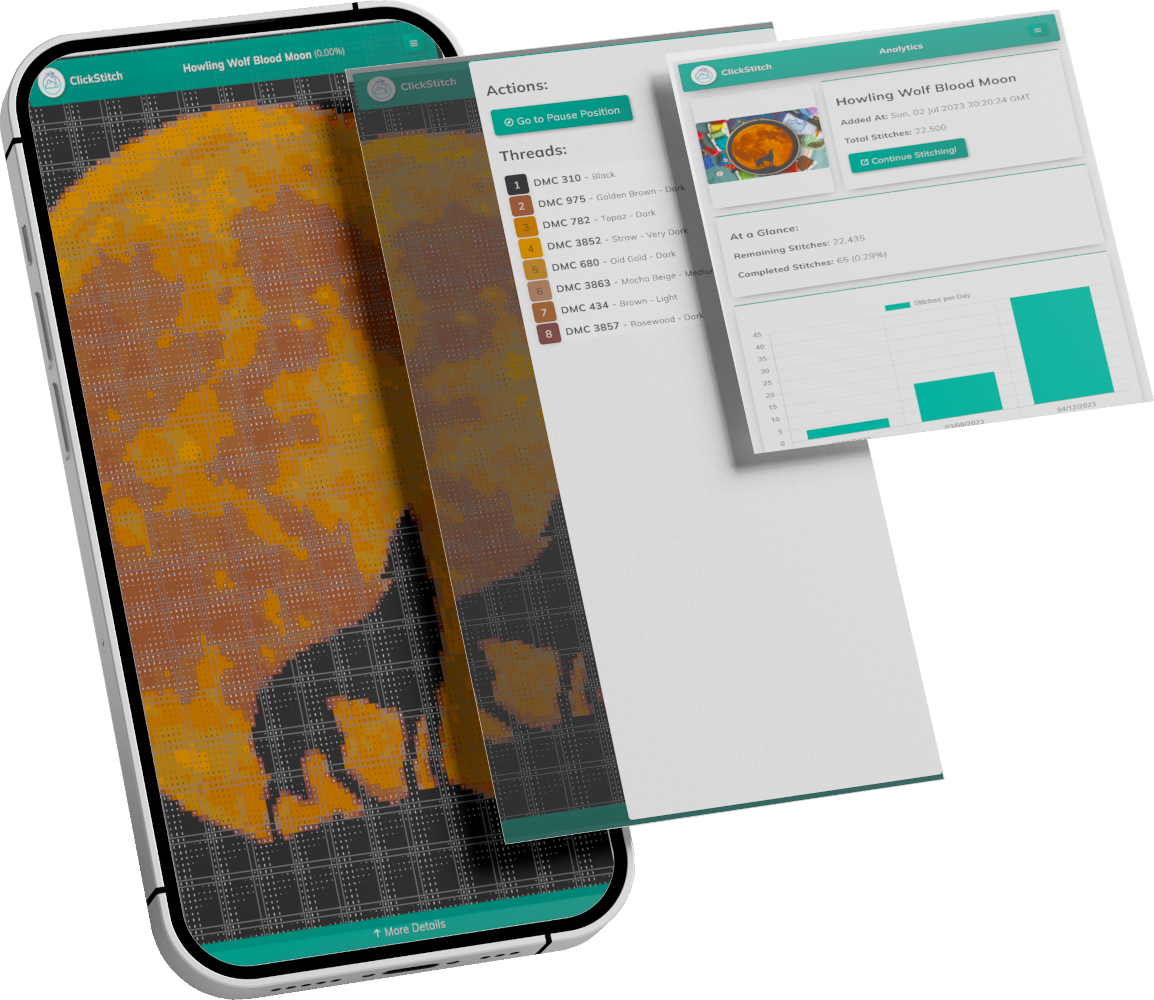 ClickStitch
Howling Wolf Blood Moon (0.00%)
↑ More Details
ClickStitch
Actions:
Go to Pause Position
Threads:
1 DMC 310 - Black
2 DMC 975 - Golden Brown - Dark
3 DMC 782 - Topaz - Dark
4 DMC 3852 - Straw - Very Dark
5 DMC 680 - Old Gold - Dark
6 DMC 3863 - Mocha Beige - Medium
7 DMC 434 - Brown - Light
8 DMC 3857 - Rosewood - Dark
ClickStitch
Analytics
Howling Wolf Blood Moon
Added At: Sun, 02 Jul 2023 20:20:24 GMT
Total Stitches: 22,500
Continue Stitching!
At a Glance:
Remaining Stitches: 22,435
Completed Stitches: 65 (0.29%)
Stitches per Day
45
40
35
30
25
20
15
10
5
0
03/09/2023
04/12/2023